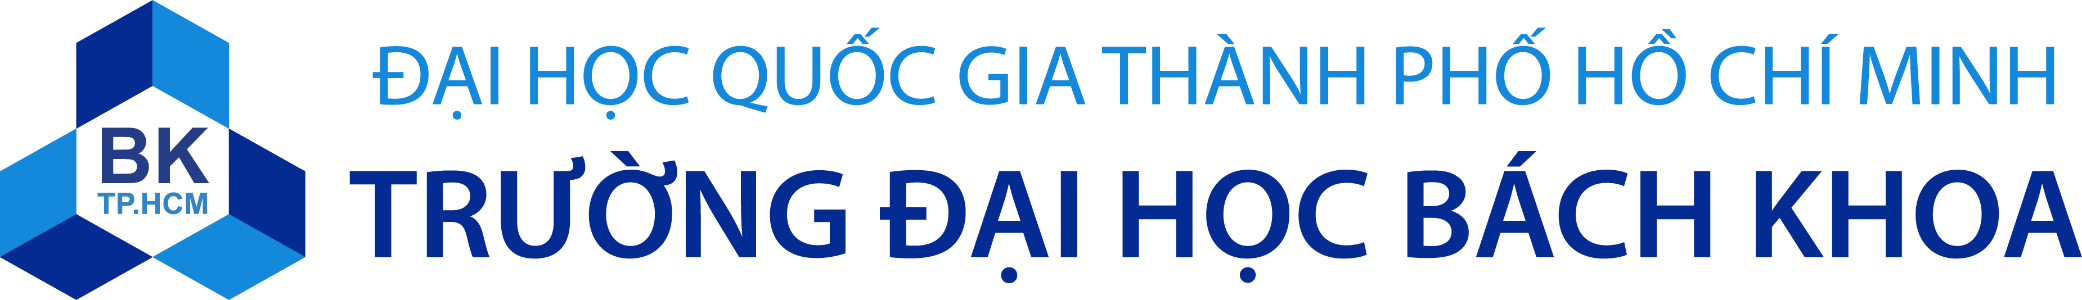 BK
TP.HCM
ĐẠI HỌC QUỐC GIA THÀNH PHỐ HỒ CHÍ MINH
TRƯỜNG ĐẠI HỌC BÁCH KHOA